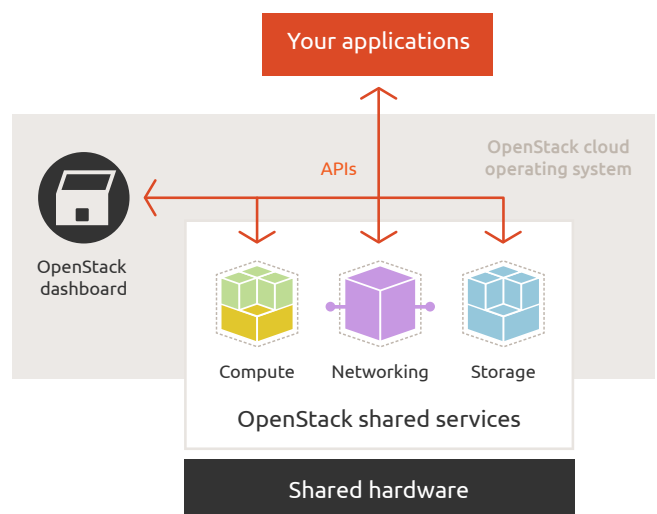 Your applications
OpenStack cloud
operating system
APIs
OpenStack
dashboard
Compute
Networking
Storage
OpenStack shared services
Shared hardware